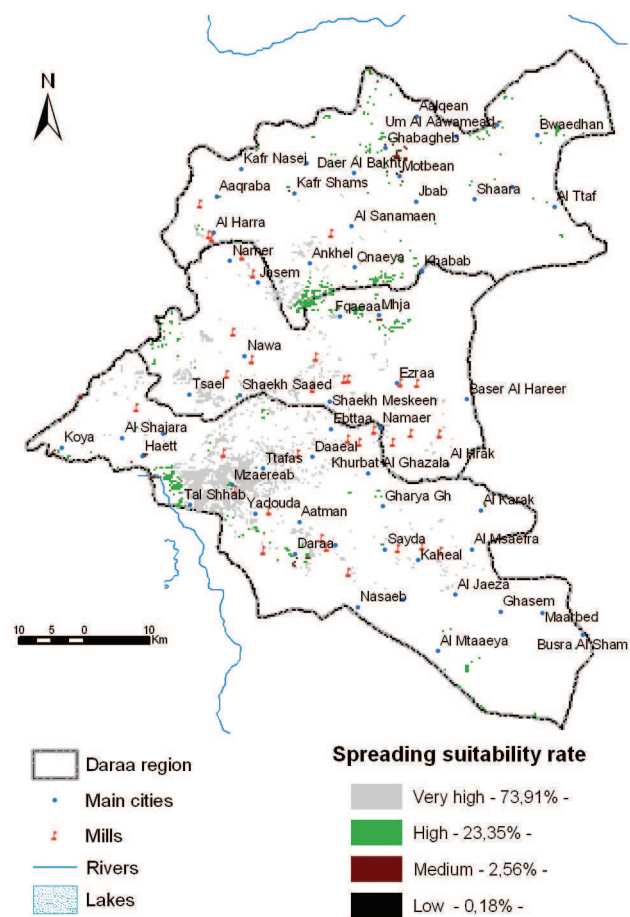 N
Aalqean
Um Al Aawamead
Bwaedhan
Ghabagheb
Kafr Nasej
Daer Al Bakht
Motbean
Aaqraba
Kafr Shams
Jbab
Shaara
Al Ttaf
Al Harra
Al Sanamaen
Namer
Ankhel
Qnaeya
Khabab
Jasem
Fqaeaa
Mhja
Nawa
Ezraa
Tsael
Shaekh Saaed
Shaekh Meskeen
Baser Al Hareer
Al Shajara
Ebttaa
Namaer
Koya
Haett
Daaeal
Ttafas
Khurbat Al Ghazala
Al Hrak
Mzaereab
Tal Shhab
Yadouda
Aatman
Gharya Gh
Al Karak
Daraa
Sayda
Kaheal
Al Msaefra
Nasaeb
Al Jaeza
Ghasem
Maarbed
Al Mtaaeya
Busra Al Sham
10 5 0 10
Km
Daraa region
Main cities
Mills
Rivers
Lakes
Spreading suitability rate
Very high - 73,91% -
High - 23,35% -
Medium - 2,56% -
Low - 0,18% -